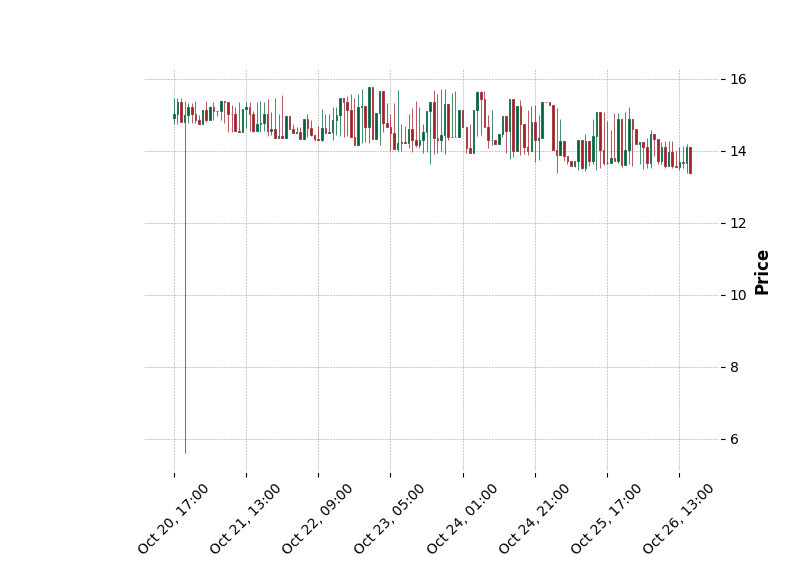 16
14
12
10
8
6
Price
Oct 20, 17:00
Oct 21, 13:00
Oct 22, 09:00
Oct 23, 05:00
Oct 24, 01:00
Oct 24, 21:00
Oct 25, 17:00
Oct 26, 13:00